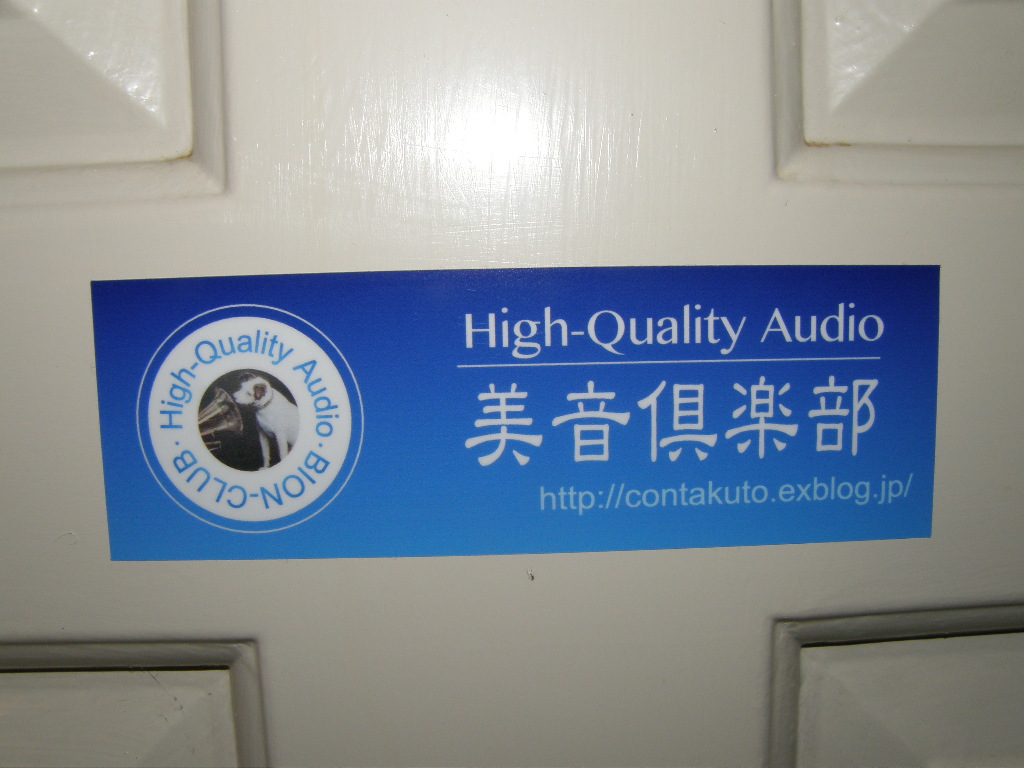 High-Quality Audio · BION-CLUB ·
High-Quality Audio
美音倶楽部
http://contakuto.exblog.jp/